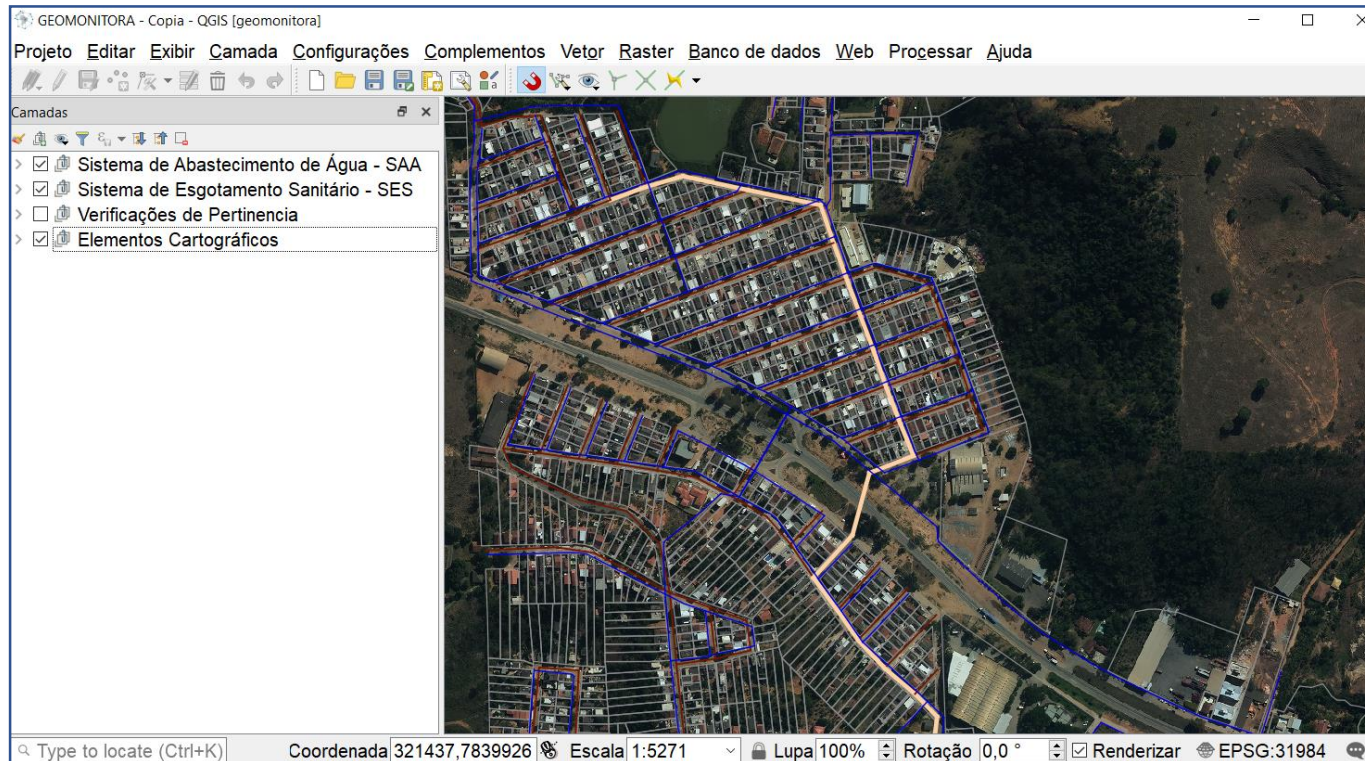 GEOMONITORA - Copia - QGIS [geomonitora]
Projeto Editar Exibir Camada Configurações Complementos Vetor Raster Banco de dados Web Processar Ajuda
Camadas
Sistema de Abastecimento de Água - SAA
Sistema de Esgotamento Sanitário - SES
Verificações de Pertinencia
Elementos Cartográficos
Type to locate (Ctrl+K) Coordenada 321437,7839926 Escala 1:5271 Lupa 100% Rotação 0,0 ° Renderizar EPSG:31984